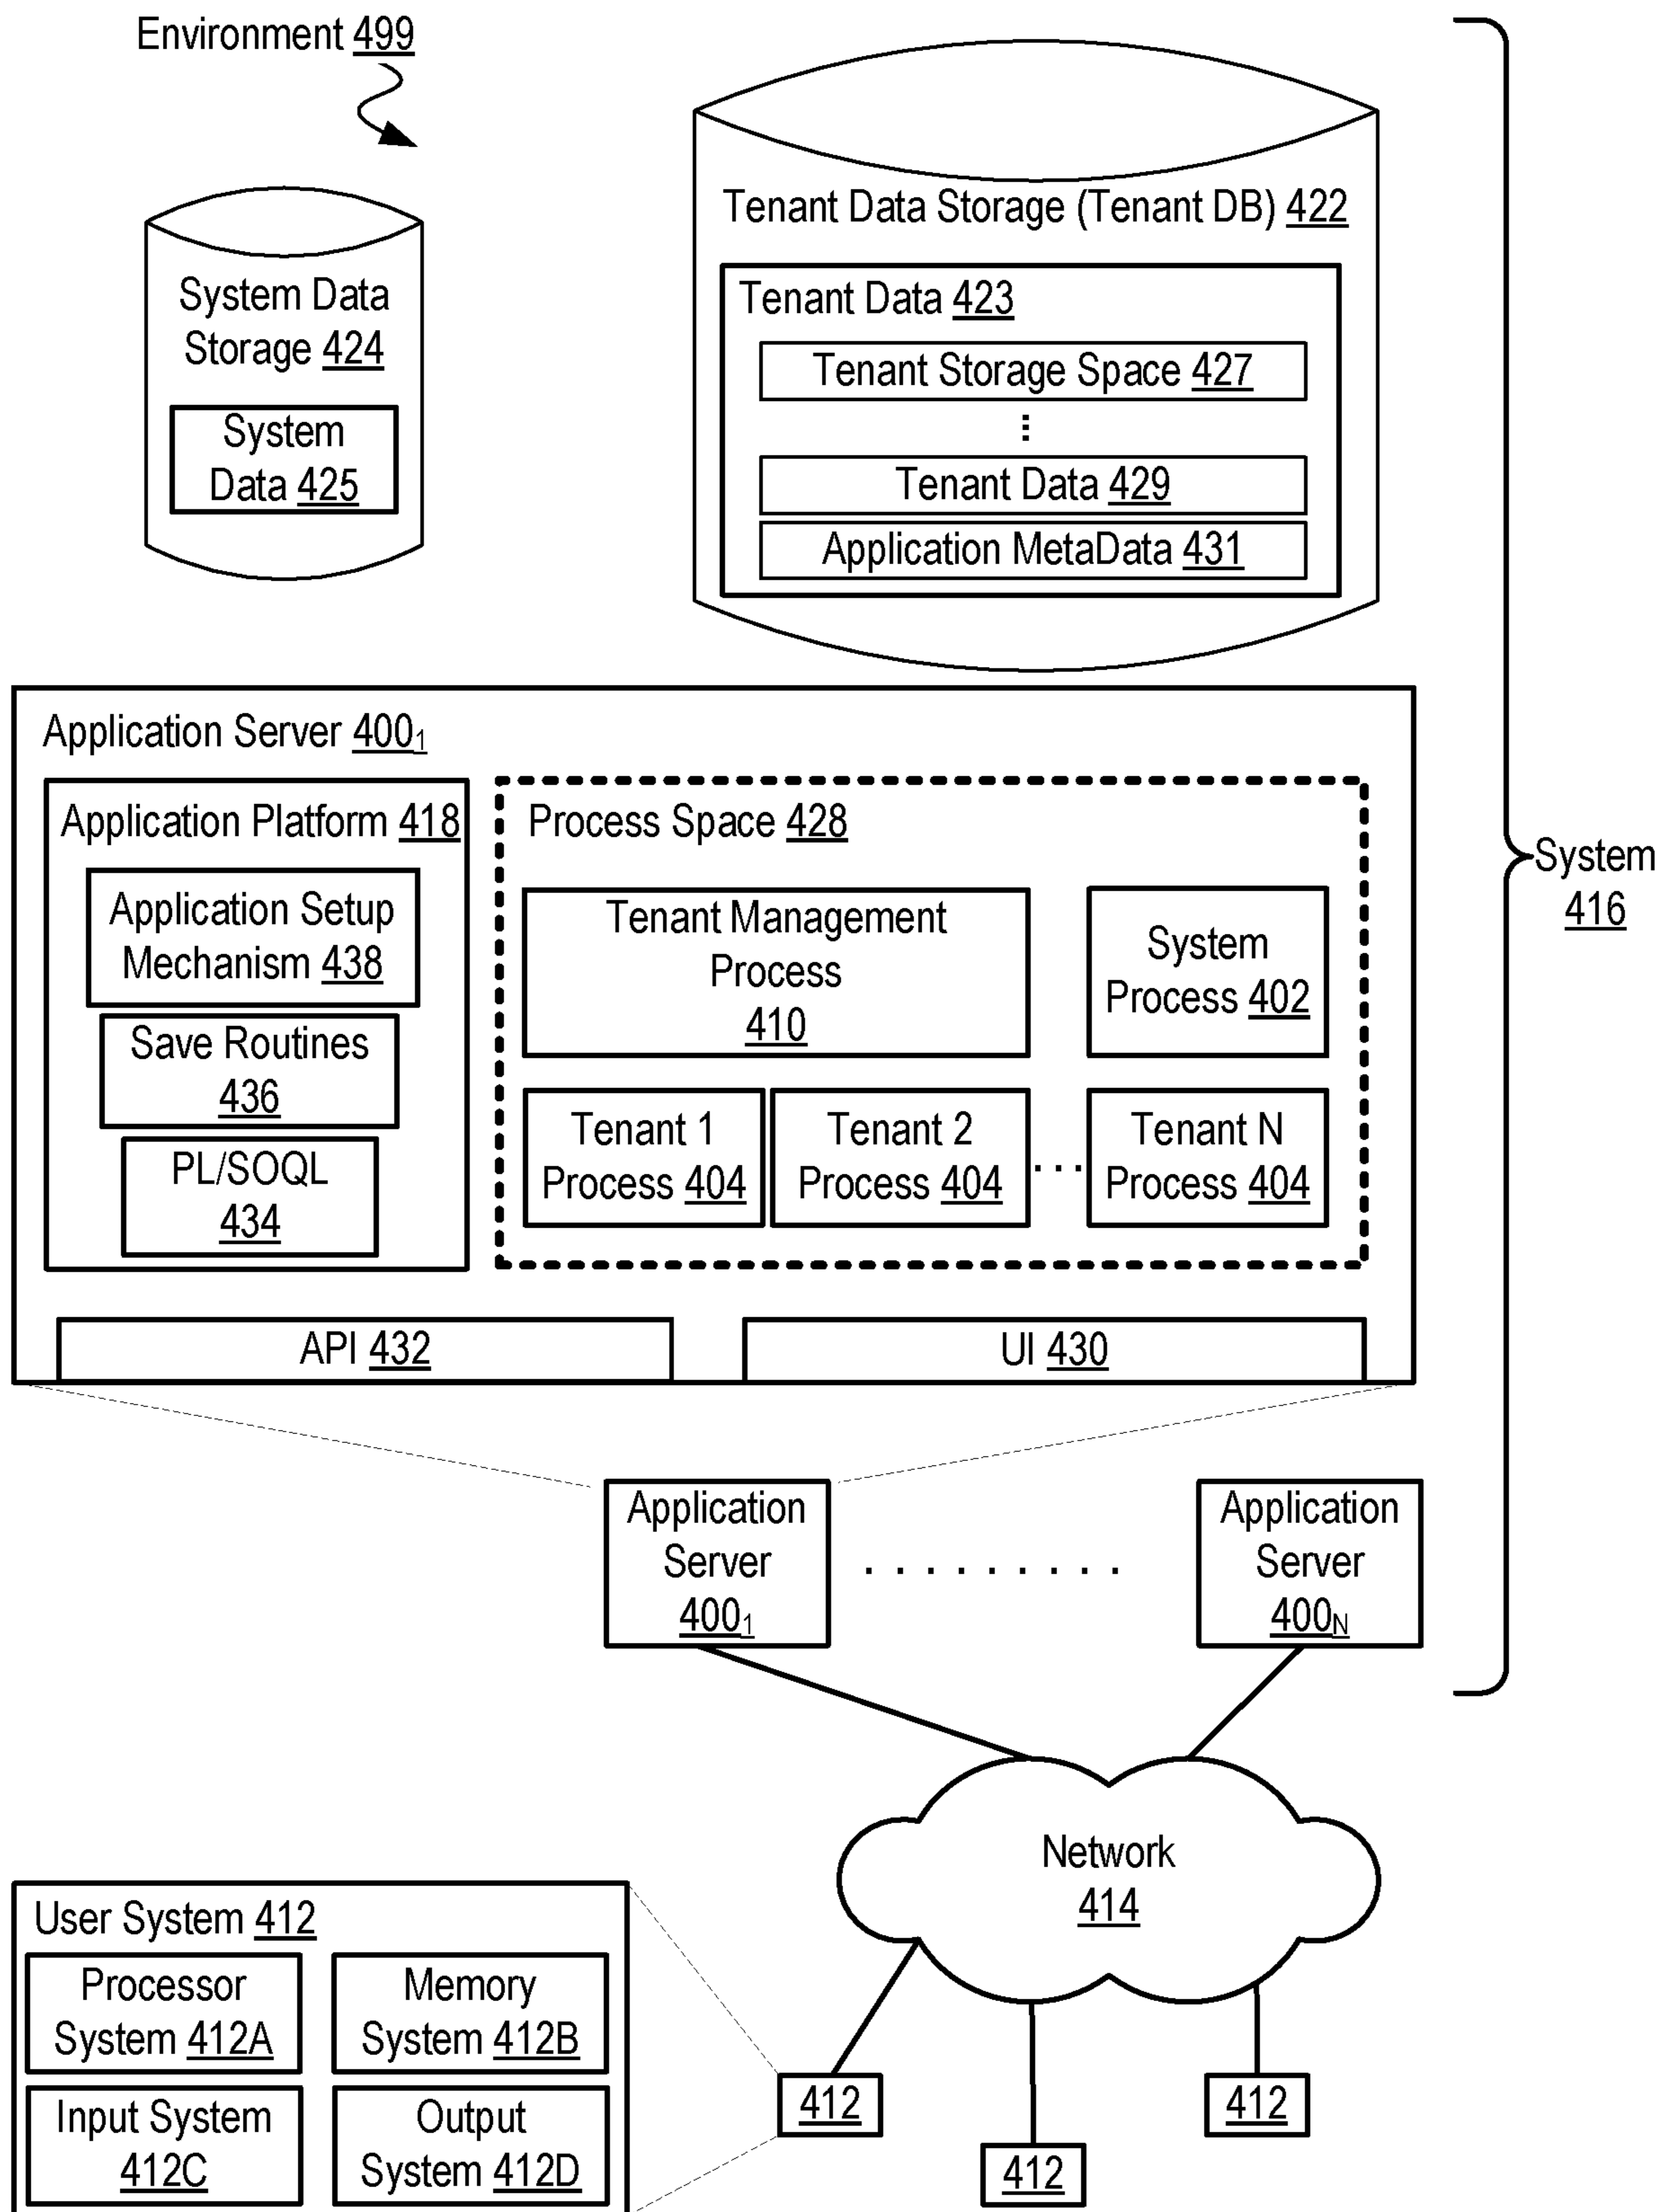 Environment 499
Tenant Data Storage (Tenant DB) 422
System Data
Storage 424
System
Data 425
Tenant Data 423
Tenant Storage Space 427
Tenant Data 429
Application MetaData 431
Application Server 400₁
Application Platform 418
Application Setup
Mechanism 438
Save Routines
436
PL/SOQL
434
Process Space 428
Tenant Management
Process
410
System
Process 402
Tenant 1
Process 404
Tenant 2
Process 404
...
Tenant N
Process 404
API 432
UI 430
System
416
Application
Server
400₁
. . . . . . . . .
Application
Server
400N
Network
414
User System 412
Processor
System 412A
Memory
System 412B
Input System
412C
Output
System 412D
412
412
412